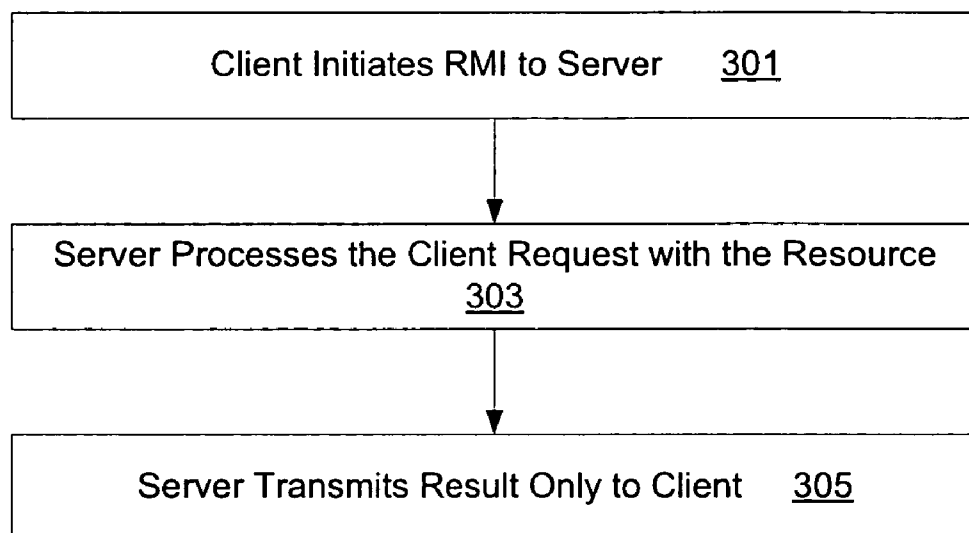 Client Initiates RMI to Server 301
Server Processes the Client Request with the Resource
303
Server Transmits Result Only to Client 305